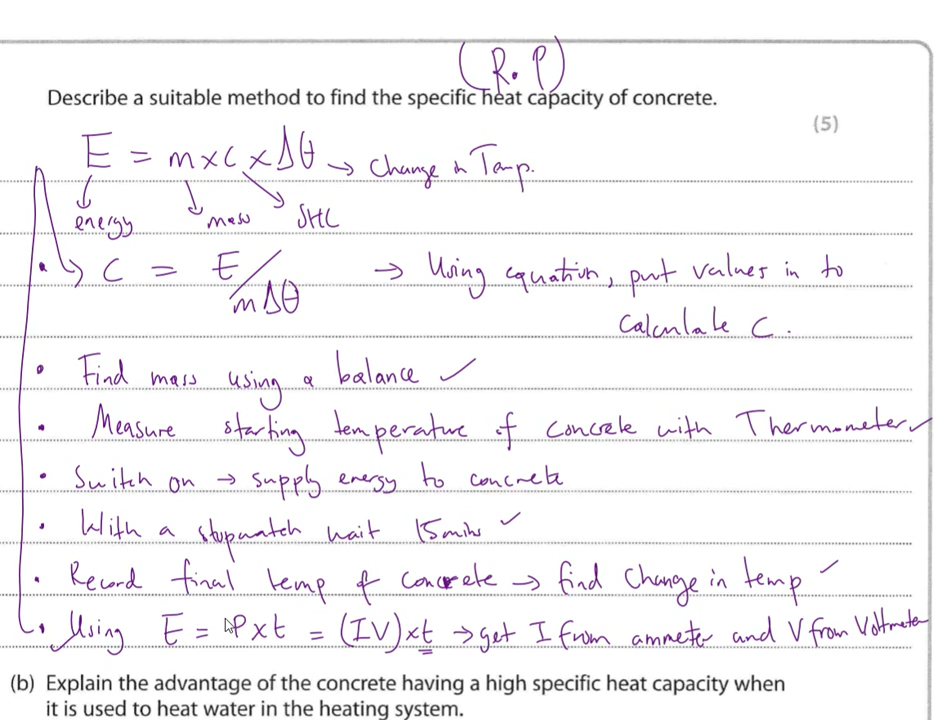 (R.P)
Describe a suitable method to find the specific heat capacity of concrete.
(5)
E = m×c×Δθ → Change in Temp.
energy mass SHC
• → C = E/mΔθ → Using equation, put values in to
Calculate C.
• Find mass using a balance ✓
• Measure starting temperature of concrete with Thermometer ✓
• Switch on → supply energy to concrete
• With a stopwatch wait 15mins ✓
• Record final temp of concrete → find Change in temp ✓
• Using E = P×t = (IV)×t → get I from ammeter and V from Voltmeter
(b) Explain the advantage of the concrete having a high specific heat capacity when
it is used to heat water in the heating system.